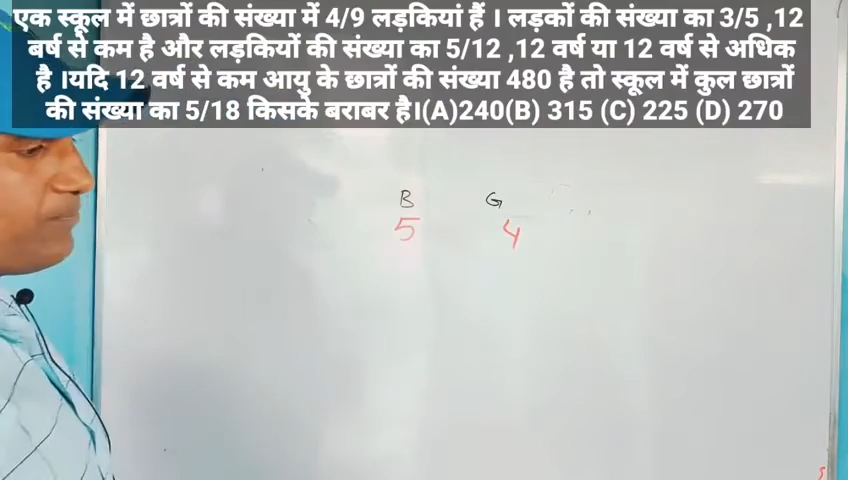 एक स्कूल में छात्रों की संख्या में 4/9 लड़कियां हैं । लड़कों की संख्या का 3/5 ,12
बर्ष से कम है और लड़कियों की संख्या का 5/12 ,12 वर्ष या 12 वर्ष से अधिक
है ।यदि 12 वर्ष से कम आयु के छात्रों की संख्या 480 है तो स्कूल में कुल छात्रों
की संख्या का 5/18 किसके बराबर है।(A)240(B) 315 (C) 225 (D) 270
B G
5 4